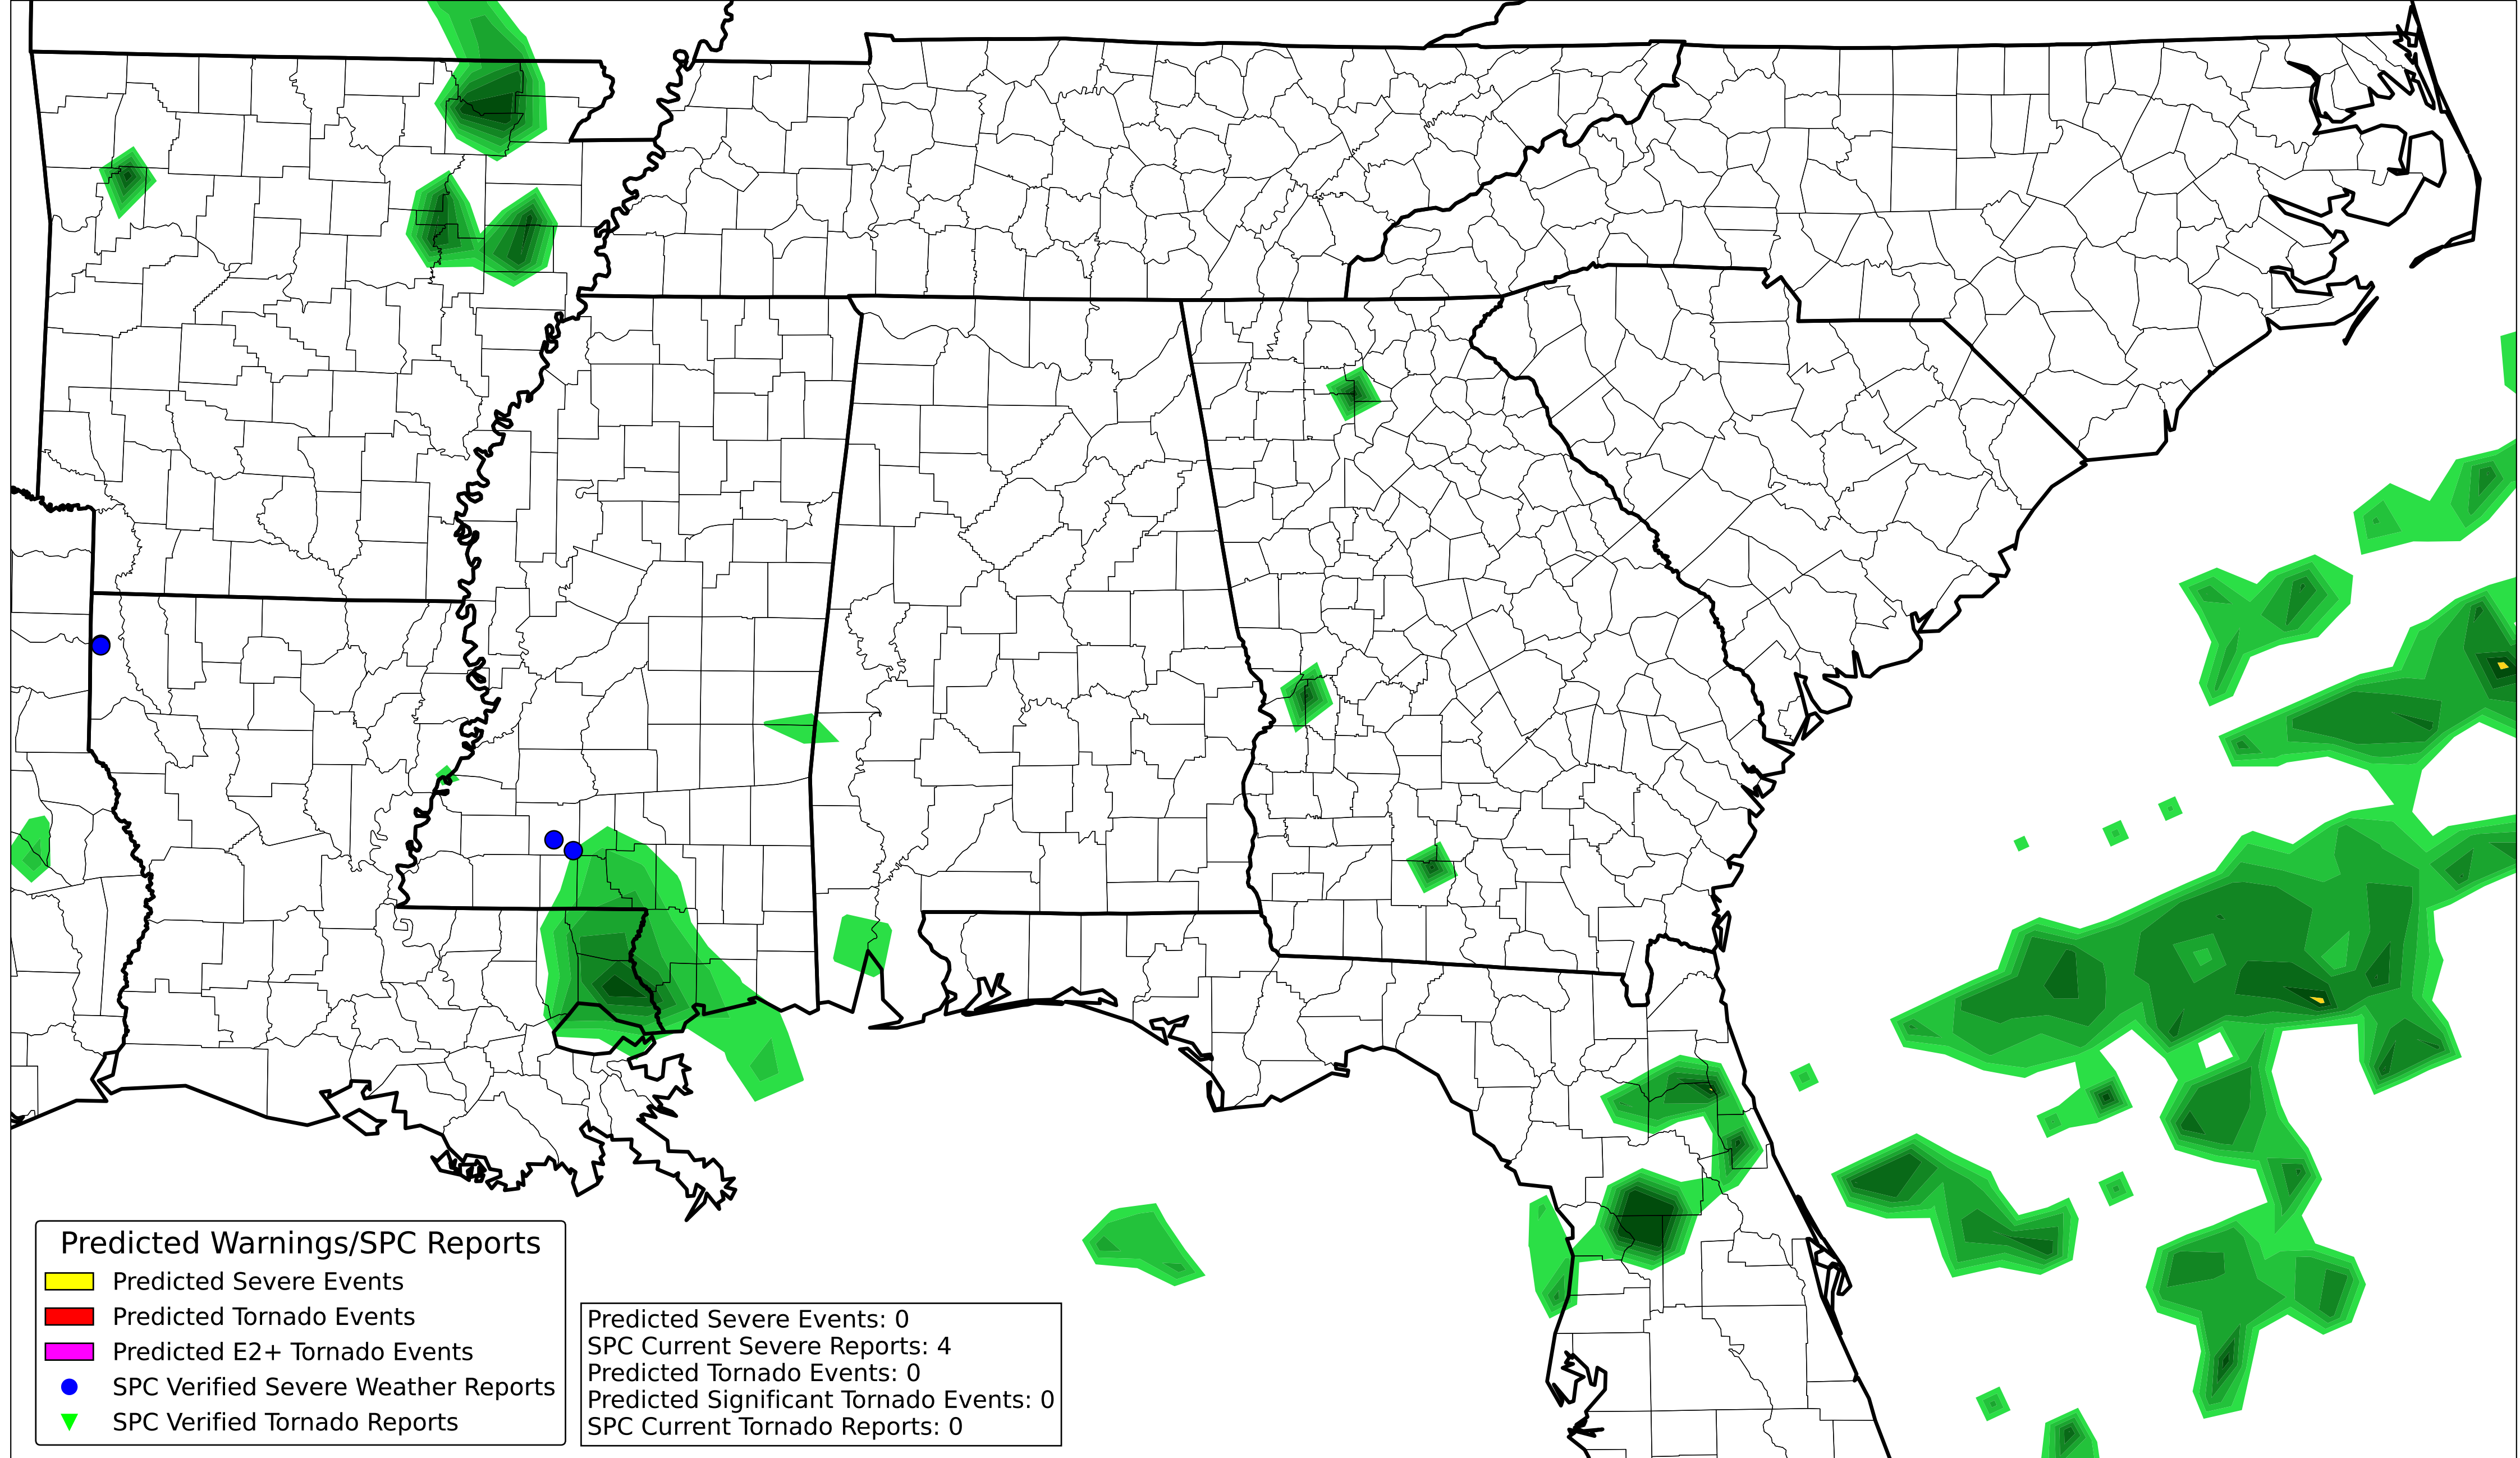 Predicted Warnings/SPC Reports
Predicted Severe Events
Predicted Tornado Events
Predicted E2+ Tornado Events
SPC Verified Severe Weather Reports
SPC Verified Tornado Reports
Predicted Severe Events: 0
SPC Current Severe Reports: 4
Predicted Tornado Events: 0
Predicted Significant Tornado Events: 0
SPC Current Tornado Reports: 0